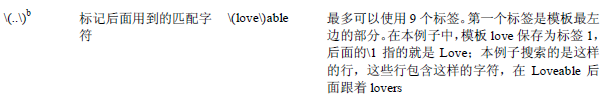 \(..\)b 标记后面用到的匹配字 \(love\)able 最多可以使用 9 个标签。第一个标签是模板最左
符 边的部分。在本例子中,模板 love 保存为标签 1,
后面的\1 指的就是 Love;本例子搜索的是这样
的行,这些行包含这样的字符,在 Loveable 后
面跟着 lovers